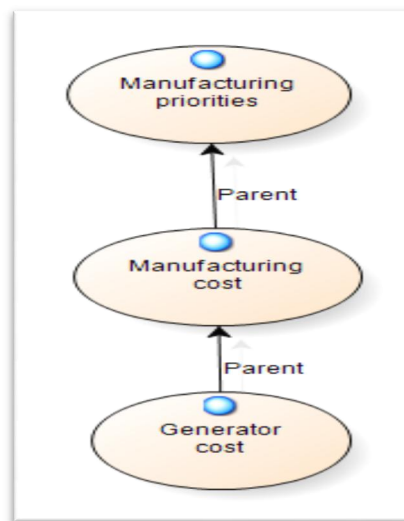 Manufacturing
priorities
Parent
Manufacturing
cost
Parent
Generator
cost